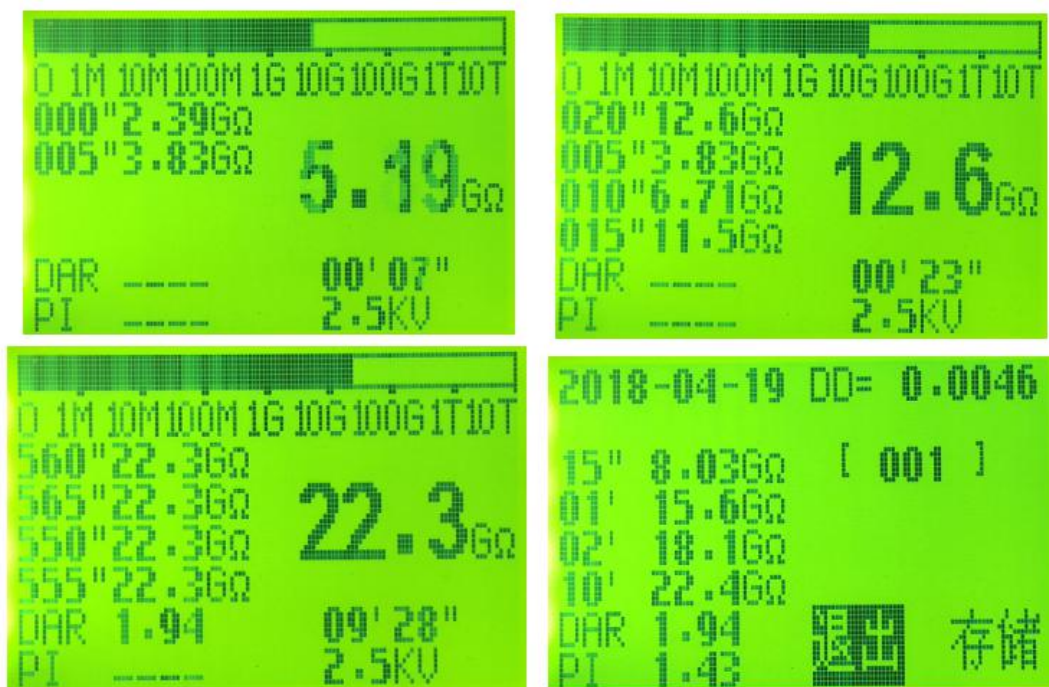 0 1M 10M 100M 1G 10G 100G 1T 10T
000"2.39GΩ
005"3.83GΩ
5.19GΩ
DAR ----
00'07"
PI ----
2.5KV
0 1M 10M 100M 1G 10G 100G 1T 10T
020"12.6GΩ
005"3.83GΩ
010"6.71GΩ
015"11.5GΩ
12.6GΩ
DAR ----
00'23"
PI ----
2.5KV
0 1M 10M 100M 1G 10G 100G 1T 10T
560"22.3GΩ
565"22.3GΩ
550"22.3GΩ
555"22.3GΩ
22.3GΩ
DAR 1.94
09'28"
PI ----
2.5KV
2018-04-19 DD= 0.0046
15" 8.03GΩ [ 001 ]
01' 15.6GΩ
02' 18.1GΩ
10' 22.4GΩ
DAR 1.94
PI 1.43
退出 存储